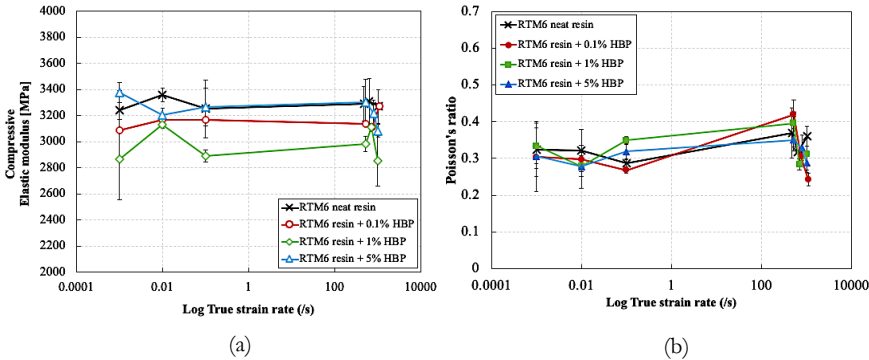 (a)
4000
3800
3600
3400
3200
3000
2800
2600
2400
2200
2000
Compressive
Elastic modulus [MPa]
RTM6 neat resin
RTM6 resin + 0.1% HBP
RTM6 resin + 1% HBP
RTM6 resin + 5% HBP
0.0001 0.01 1 100 10000
Log True strain rate (/s)
0.7
0.6
0.5
0.4
0.3
0.2
0.1
0
Poisson's ratio
RTM6 neat resin
RTM6 resin + 0.1% HBP
RTM6 resin + 1% HBP
RTM6 resin + 5% HBP
0.0001 0.01 1 100 10000
Log True strain rate (/s)
(b)